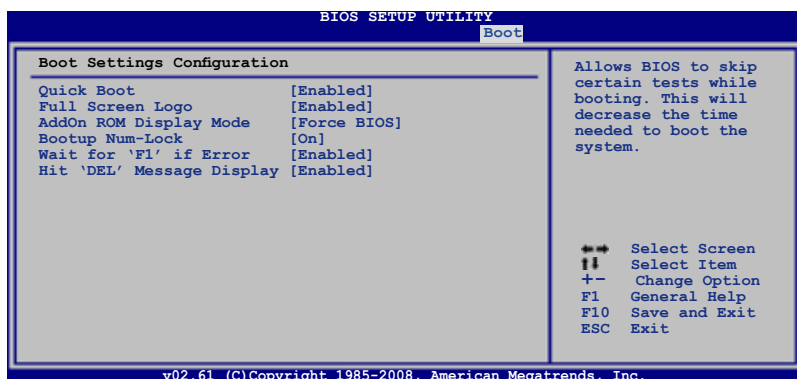 BIOS SETUP UTILITY
Boot
Boot Settings Configuration
Quick Boot [Enabled]
Full Screen Logo [Enabled]
AddOn ROM Display Mode [Force BIOS]
Bootup Num-Lock [On]
Wait for ‘F1’ if Error [Enabled]
Hit ‘DEL’ Message Display [Enabled]
Allows BIOS to skip
certain tests while
booting. This will
decrease the time
needed to boot the
system.
←→ Select Screen
↑↓ Select Item
+- Change Option
F1 General Help
F10 Save and Exit
ESC Exit
v02.61 (C)Copyright 1985-2008, American Megatrends, Inc.